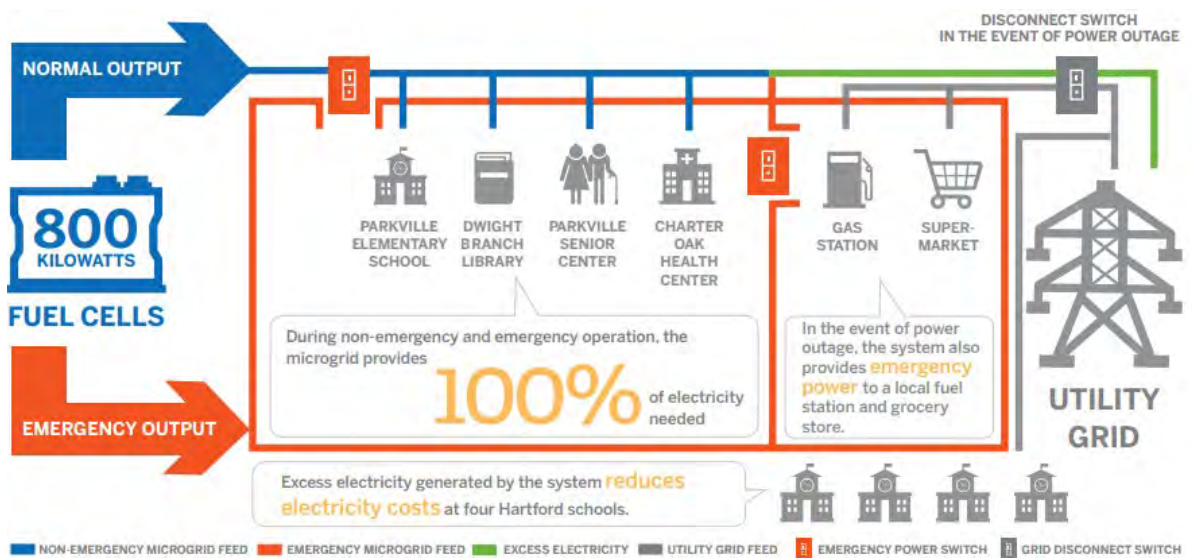 DISCONNECT SWITCH
IN THE EVENT OF POWER OUTAGE
NORMAL OUTPUT
800
KILOWATTS
FUEL CELLS
EMERGENCY OUTPUT
PARKVILLE
ELEMENTARY
SCHOOL
DWIGHT
BRANCH
LIBRARY
PARKVILLE
SENIOR
CENTER
CHARTER
OAK
HEALTH
CENTER
GAS
STATION
SUPER-
MARKET
During non-emergency and emergency operation, the
microgrid provides
100%
of electricity
needed
In the event of power
outage, the system also
provides emergency
power to a local fuel
station and grocery
store.
UTILITY
GRID
Excess electricity generated by the system reduces
electricity costs at four Hartford schools.
NON-EMERGENCY MICROGRID FEED
EMERGENCY MICROGRID FEED
EXCESS ELECTRICITY
UTILITY GRID FEED
EMERGENCY POWER SWITCH
GRID DISCONNECT SWITCH